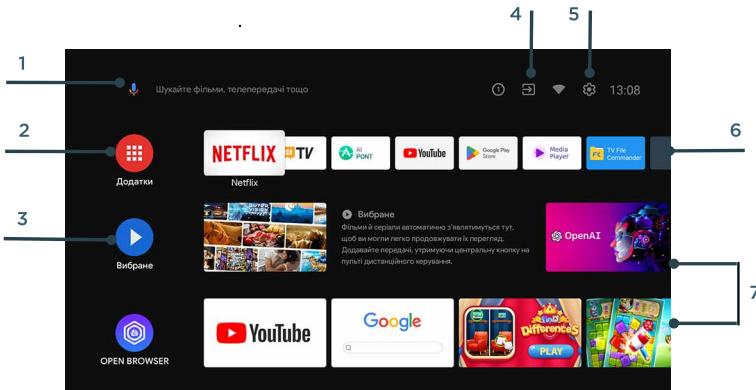 4
5
1
Шукайте фільми, телепередачі тощо
1
13:08
2
6
NETFLIX
TV
AI PONT
YouTube
Google Play Store
Media Player
TV File Commander
Додатки
Netflix
3
Вибране
Фільми й серіали автоматично з'являтимуться тут,
щоб ви могли легко продовжувати їх перегляд.
Додавайте передачі, утримуючи центральну кнопку на
пульті дистанційного керування.
OpenAI
Вибране
7
YouTube
Google
FIND
Differences
PLAY
OPEN BROWSER